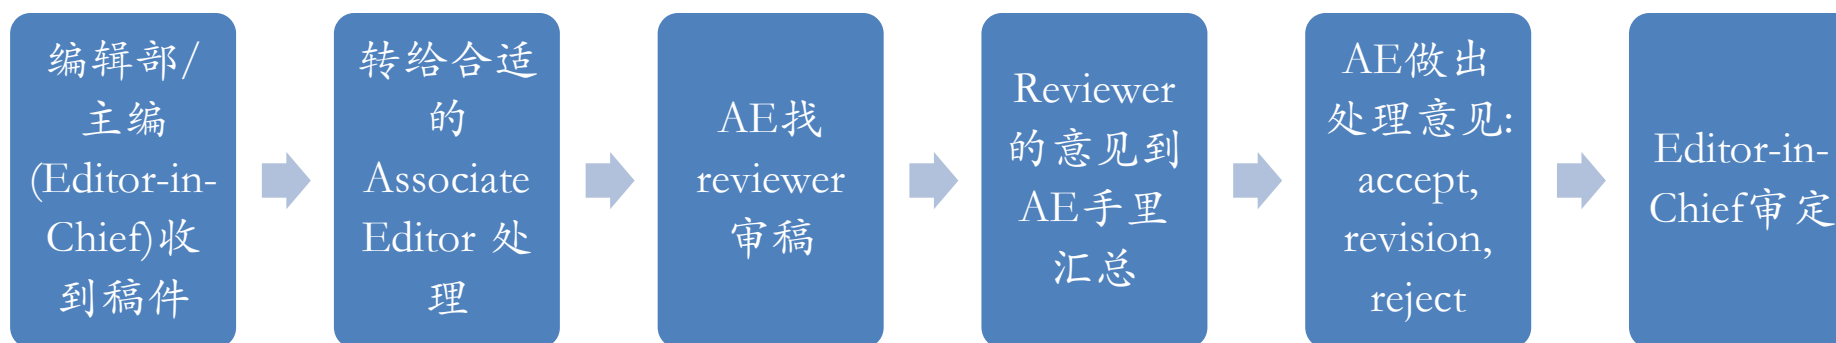 编辑部/
主编
(Editor-in-
Chief)收
到稿件
转给合适
的
Associate
Editor 处
理
AE找
reviewer
审稿
Reviewer
的意见到
AE手里
汇总
AE做出
处理意见:
accept,
revision,
reject
Editor-in-
Chief审定